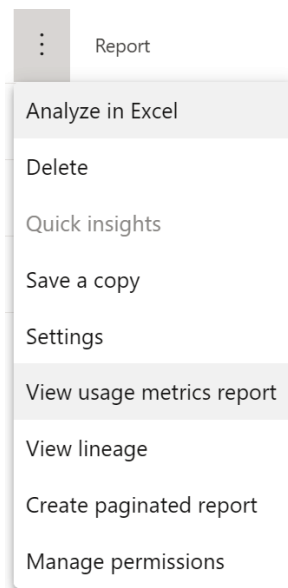 Report
Analyze in Excel
Delete
Quick insights
Save a copy
Settings
View usage metrics report
View lineage
Create paginated report
Manage permissions